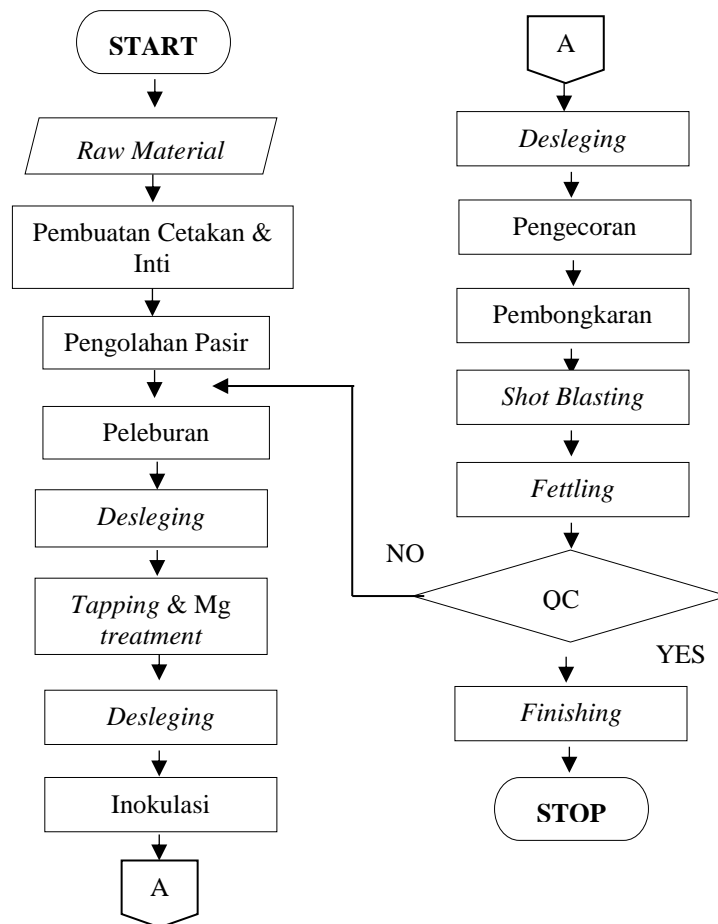 START
Raw Material
Pembuatan Cetakan &
Inti
Pengolahan Pasir
Peleburan
Desleging
Tapping & Mg
treatment
Desleging
Inokulasi
A
A
Desleging
Pengecoran
Pembongkaran
Shot Blasting
Fettling
NO
QC
YES
Finishing
STOP